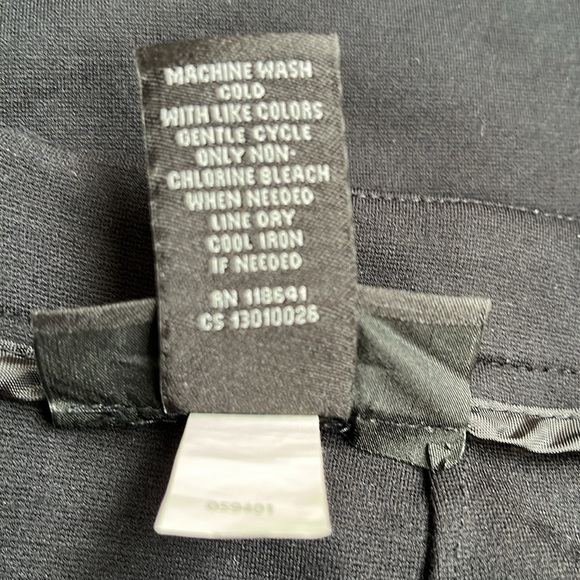 MACHINE WASH
COLD
WITH LIKE COLORS
GENTLE CYCLE
ONLY NON-
CHLORINE BLEACH
WHEN NEEDED
LINE DRY
COOL IRON
IF NEEDED
RN 118641
CS 13010026
059401